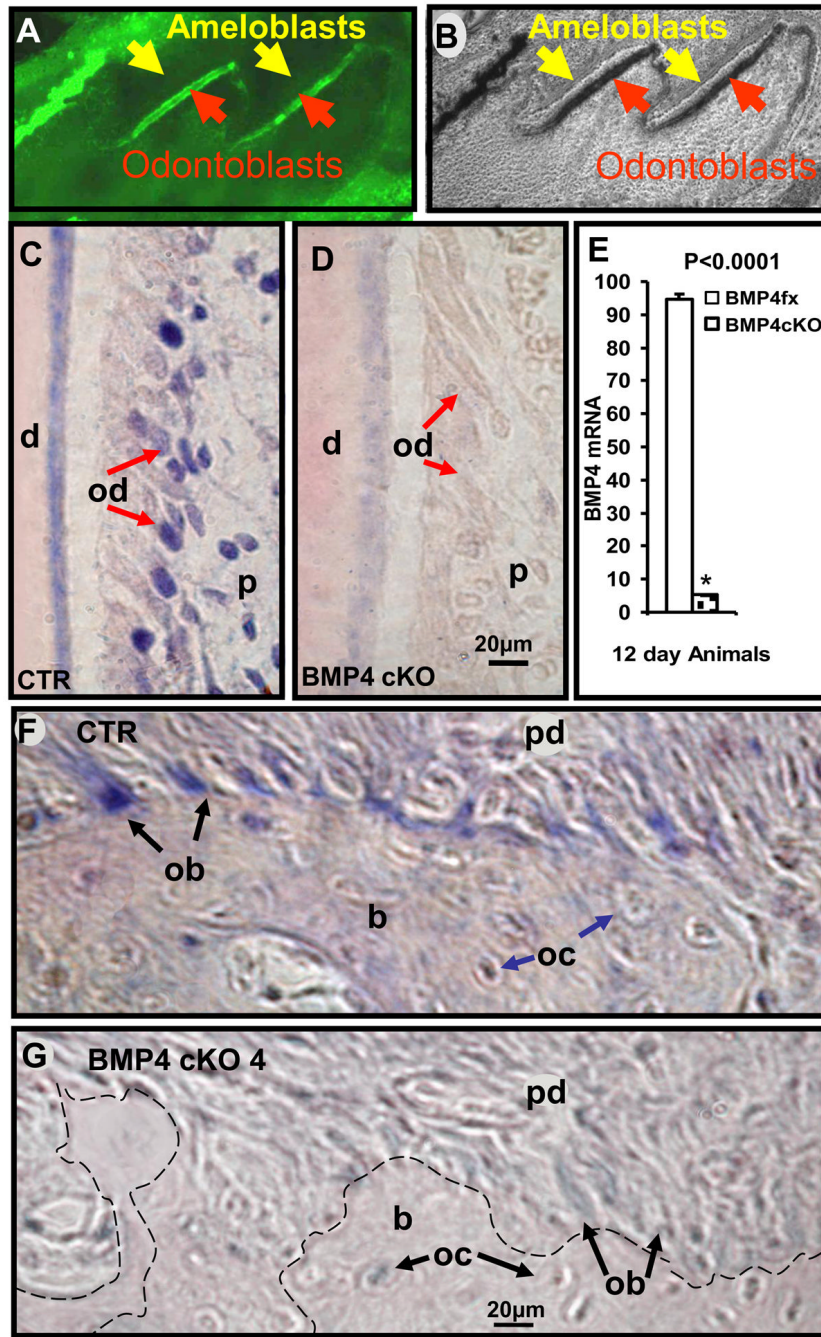 A
Ameloblasts
Odontoblasts
B
Ameloblasts
Odontoblasts
C
d
od
p
CTR
D
d
od
p
20µm
BMP4 cKO
E
P<0.0001
BMP4fx
BMP4cKO
100
90
80
70
60
50
40
30
20
10
0
BMP4 mRNA
*
12 day Animals
F
CTR
pd
ob
b
oc
G
BMP4 cKO 4
pd
b
oc
ob
20µm